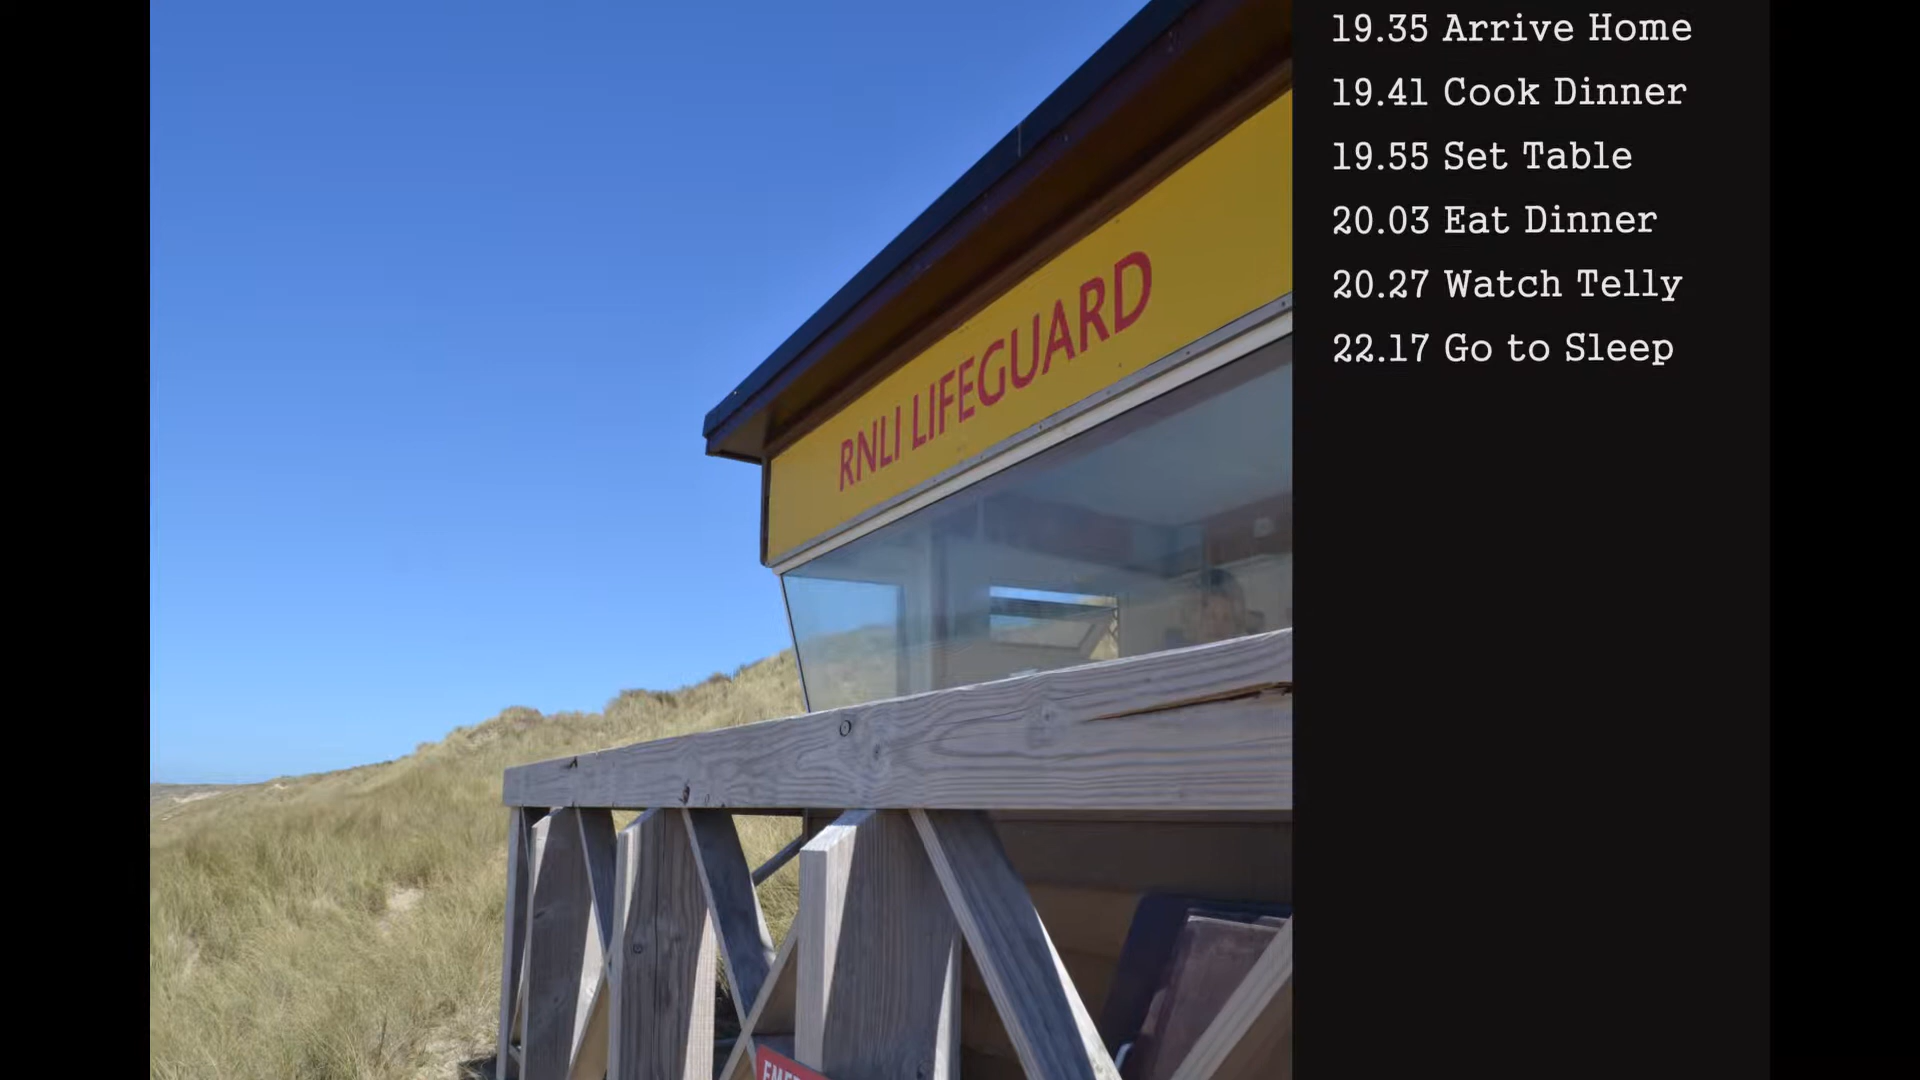 19.35 Arrive Home
19.41 Cook Dinner
19.55 Set Table
20.03 Eat Dinner
20.27 Watch Telly
22.17 Go to Sleep
RNLI LIFEGUARD